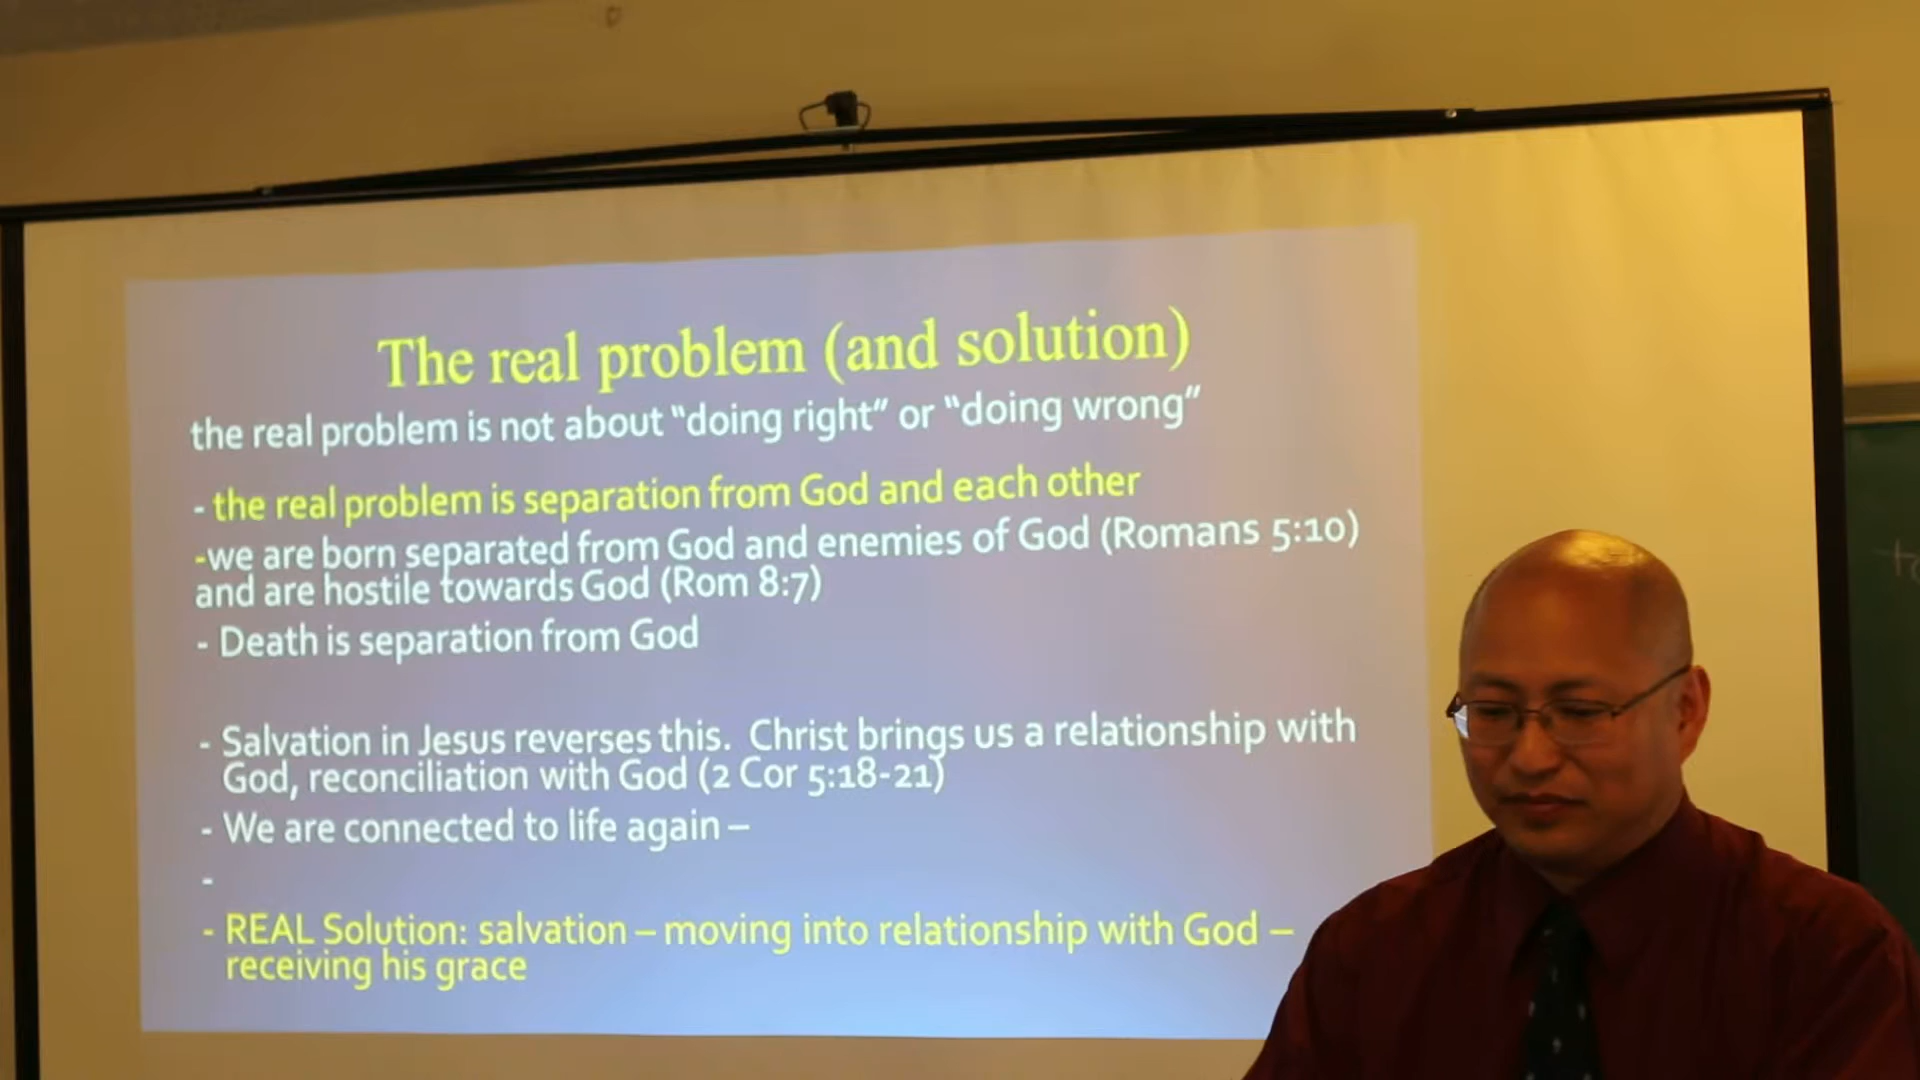 The real problem (and solution)
the real problem is not about “doing right” or “doing wrong”
- the real problem is separation from God and each other
-we are born separated from God and enemies of God (Romans 5:10)
and are hostile towards God (Rom 8:7)
- Death is separation from God
- Salvation in Jesus reverses this.  Christ brings us a relationship with
God, reconciliation with God (2 Cor 5:18-21)
- We are connected to life again –
-
- REAL Solution: salvation – moving into relationship with God –
receiving his grace